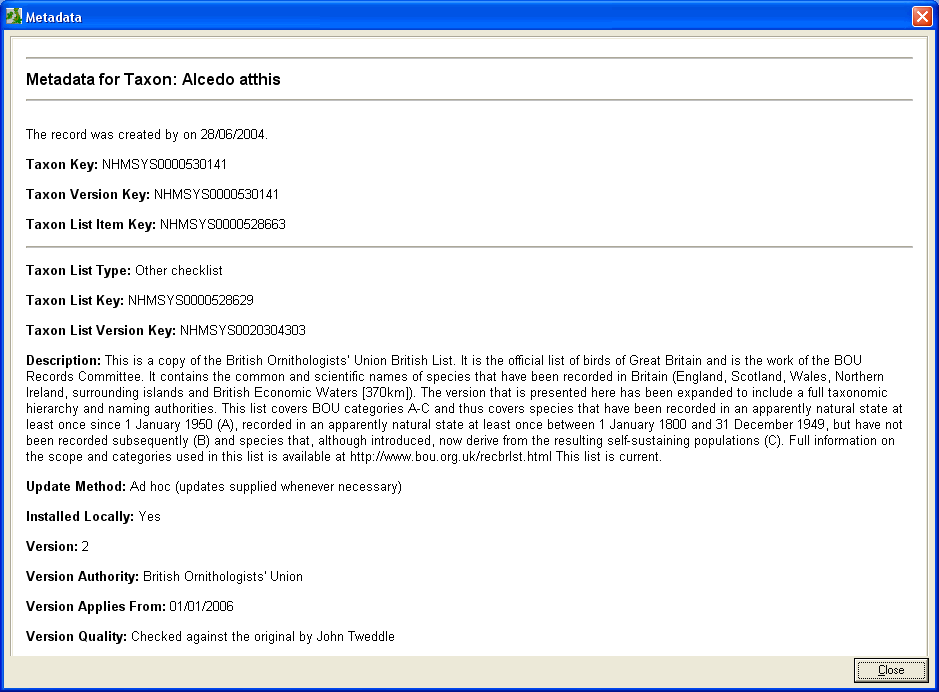 Metadata
Metadata for Taxon: Alcedo atthis
The record was created by on 28/06/2004.
Taxon Key: NHMSYS0000530141
Taxon Version Key: NHMSYS0000530141
Taxon List Item Key: NHMSYS0000528663
Taxon List Type: Other checklist
Taxon List Key: NHMSYS0000528629
Taxon List Version Key: NHMSYS0020304303
Description: This is a copy of the British Ornithologists' Union British List. It is the official list of birds of Great Britain and is the work of the BOU
Records Committee. It contains the common and scientific names of species that have been recorded in Britain (England, Scotland, Wales, Northern
Ireland, surrounding islands and British Economic Waters [370km]). The version that is presented here has been expanded to include a full taxonomic
hierarchy and naming authorities. This list covers BOU categories A-C and thus covers species that have been recorded in an apparently natural state at
least once since 1 January 1950 (A), recorded in an apparently natural state at least once between 1 January 1800 and 31 December 1949, but have not
been recorded subsequently (B) and species that, although introduced, now derive from the resulting self-sustaining populations (C). Full information on
the scope and categories used in this list is available at http://www.bou.org.uk/recbrlst.html This list is current.
Update Method: Ad hoc (updates supplied whenever necessary)
Installed Locally: Yes
Version: 2
Version Authority: British Ornithologists' Union
Version Applies From: 01/01/2006
Version Quality: Checked against the original by John Tweddle
Close